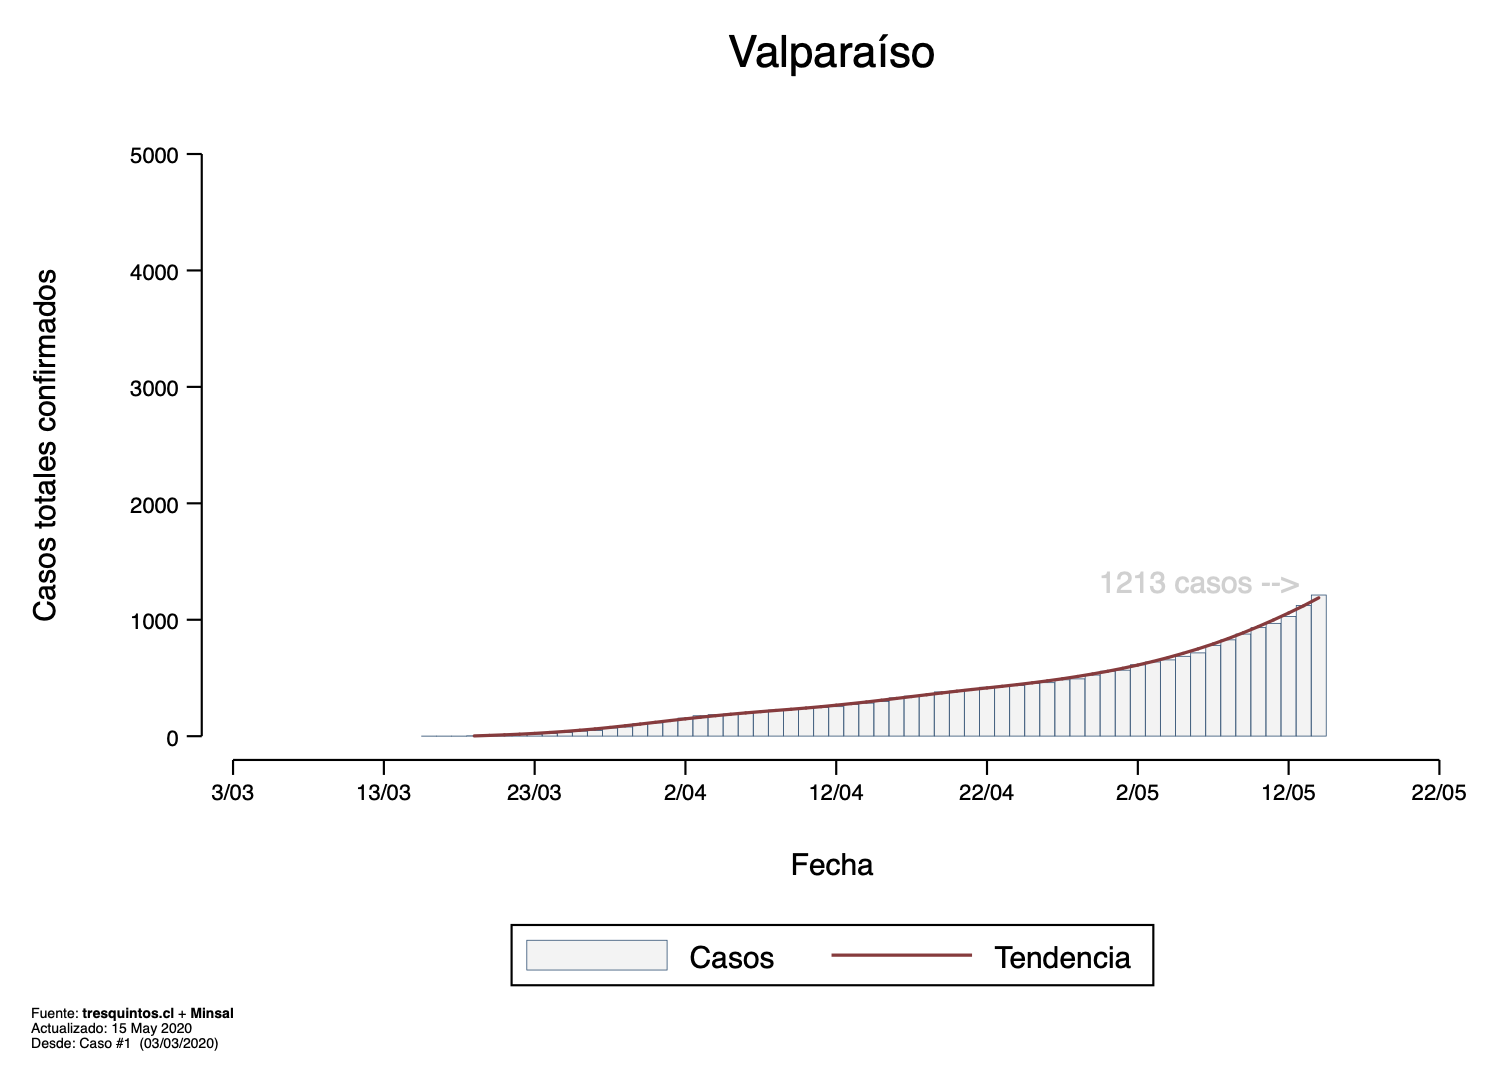 Valparaíso
Casos totales confirmados
5000
4000
3000
2000
1000
0
1213 casos -->
3/03 13/03 23/03 2/04 12/04 22/04 2/05 12/05 22/05
Fecha
Casos Tendencia
Fuente: tresquintos.cl + Minsal
Actualizado: 15 May 2020
Desde: Caso #1 (03/03/2020)